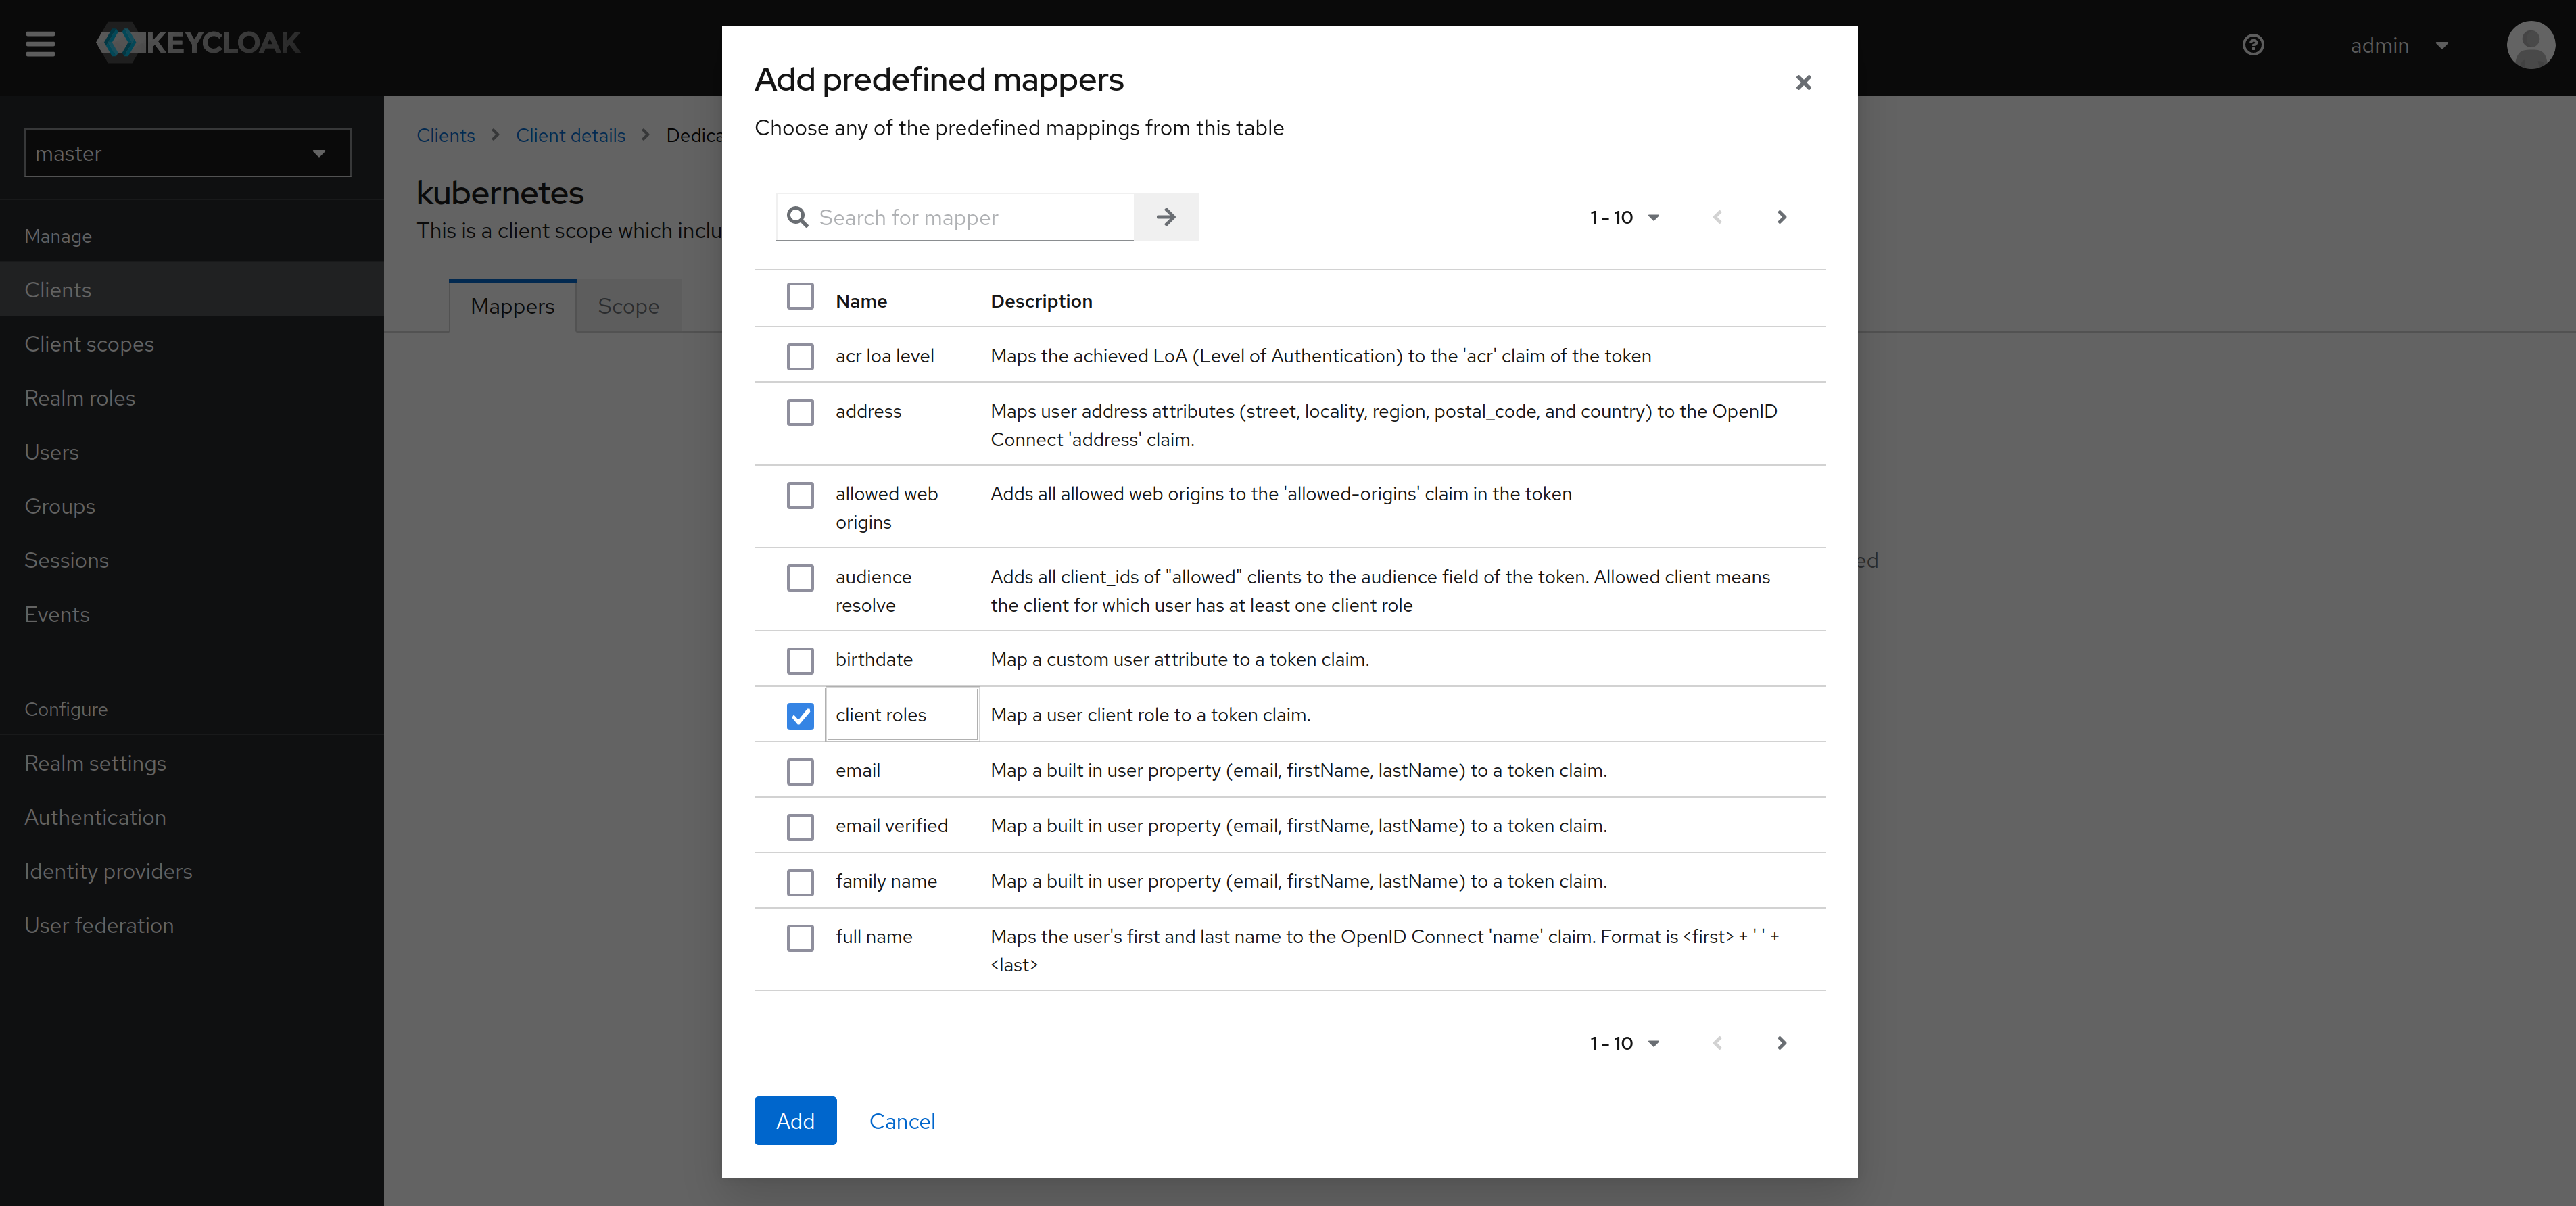 KEYCLOAK
admin
master
Manage
Clients
Client scopes
Realm roles
Users
Groups
Sessions
Events
Configure
Realm settings
Authentication
Identity providers
User federation
Clients Client details Dedica
kubernetes
This is a client scope which inclu
Mappers Scope
ed
Add predefined mappers
Choose any of the predefined mappings from this table
Search for mapper 1 - 10
Name Description
acr loa level Maps the achieved LoA (Level of Authentication) to the 'acr' claim of the token
address Maps user address attributes (street, locality, region, postal_code, and country) to the OpenID
Connect 'address' claim.
allowed web Adds all allowed web origins to the 'allowed-origins' claim in the token
origins
audience Adds all client_ids of "allowed" clients to the audience field of the token. Allowed client means
resolve the client for which user has at least one client role
birthdate Map a custom user attribute to a token claim.
client roles Map a user client role to a token claim.
email Map a built in user property (email, firstName, lastName) to a token claim.
email verified Map a built in user property (email, firstName, lastName) to a token claim.
family name Map a built in user property (email, firstName, lastName) to a token claim.
full name Maps the user's first and last name to the OpenID Connect 'name' claim. Format is <first> + ' ' +
<last>
1 - 10
Add Cancel